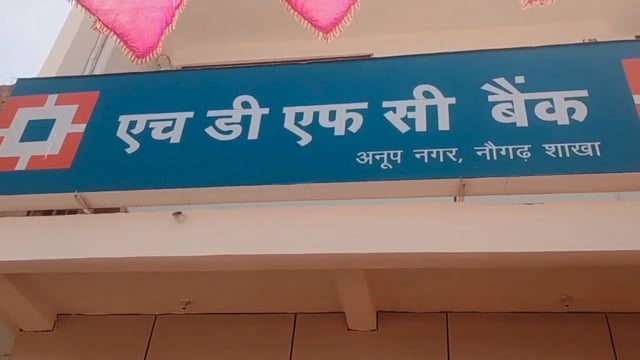 एच डी एफ सी बैंक
अनूप नगर, नौगढ़ शाखा